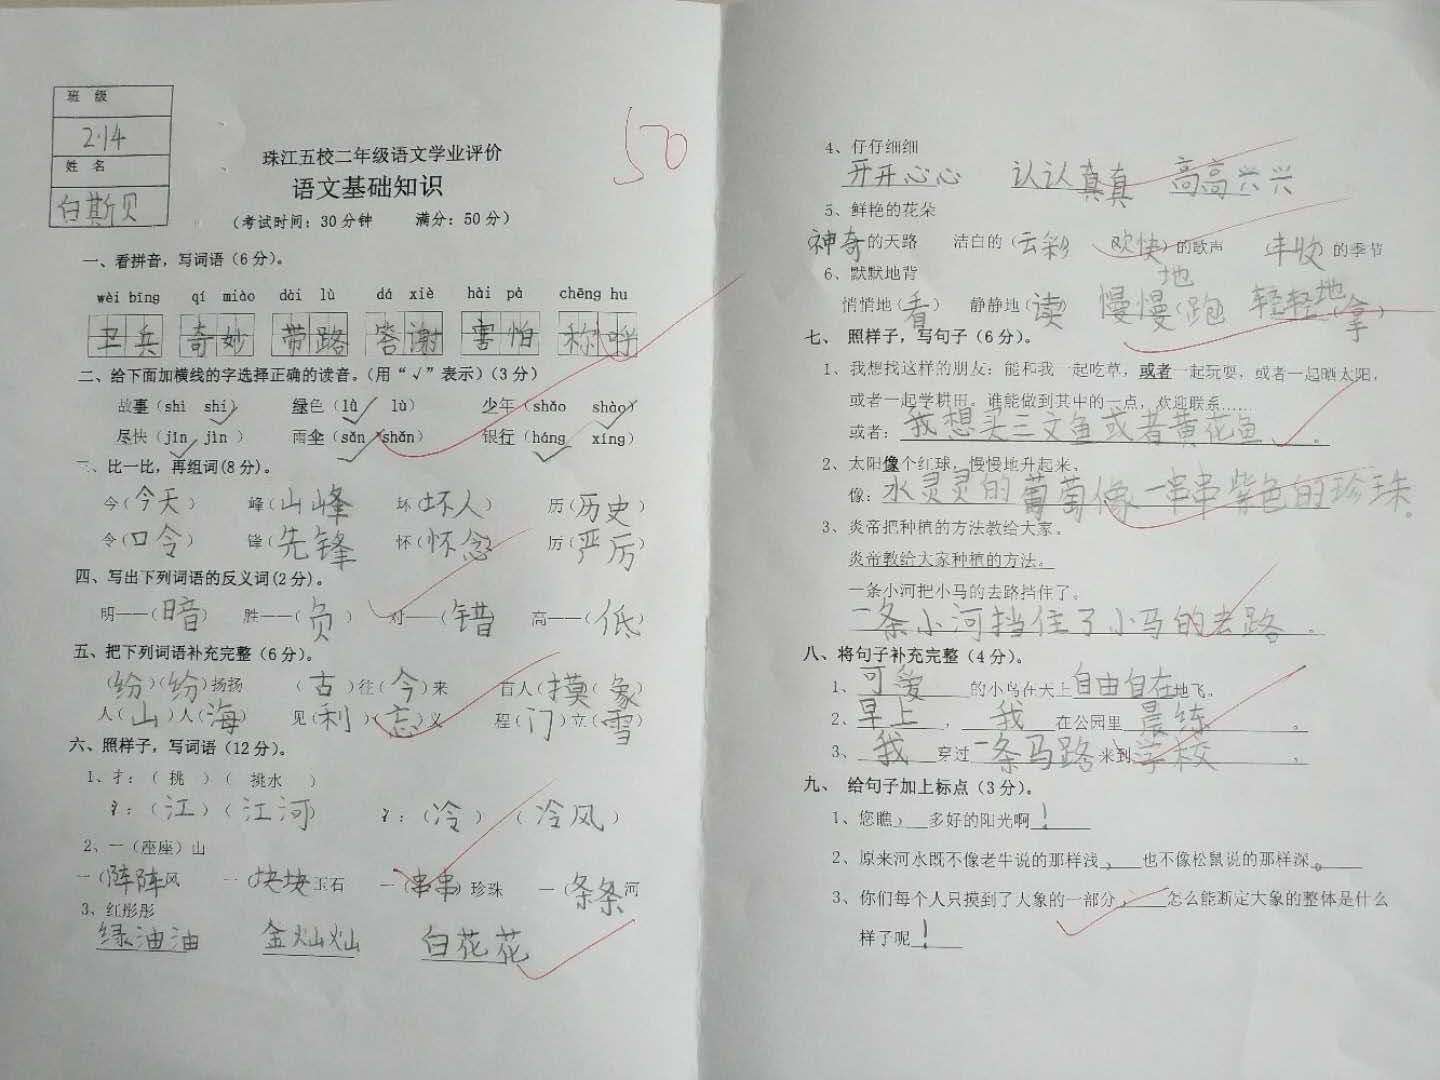 班 级
2.14
姓 名
白斯贝
50
珠江五校二年级语文学业评价
语文基础知识
(考试时间：30分钟 满分：50分)
一、看拼音，写词语(6分)。
wèi bīng qí miào dài lù dá xiè hài pà chēng hu
卫兵 奇妙 带路 答谢 害怕 称呼
二、给下面加横线的字选择正确的读音。(用“√”表示)(3分)
故事(shì shí) 绿色(lǜ lù) 少年(shǎo shào)
尽快(jǐn jìn) 雨伞(sǎn shǎn) 银行(háng xíng)
三、比一比，再组词(8分)。
今(今天) 峰(山峰) 坏(坏人) 历(历史)
令(口令) 锋(先锋) 怀(怀念) 厉(严厉)
四、写出下列词语的反义词(2分)。
明——(暗) 胜——(负) 对——(错) 高——(低)
五、把下列词语补充完整(6分)。
(纷)(纷)扬扬 (古)往(今)来 盲人(摸)(象)
人(山)人(海) 见(利)(忘)义 程(门)立(雪)
六、照样子，写词语(12分)。
1、扌：( 挑 )( 挑水 )
氵：(江)(江河) 冫：(冷)(冷风)
2、一(座座)山
一(阵阵)风 一(块块)玉石 一(串串)珍珠 一(条条)河
3、红彤彤
绿油油 金灿灿 白花花
4、仔仔细细
开开心心 认认真真 高高兴兴
5、鲜艳的花朵
(神奇)的天路 洁白的(云彩) (欢快)的歌声 丰收 的季节
6、默默地背
悄悄地(看) 静静地(读) 慢慢地(跑) 轻轻地(拿)
七、照样子，写句子(6分)。
1、我想找这样的朋友：能和我一起吃草，或者一起玩耍，或者一起晒太阳，
或者一起学耕田。谁能做到其中的一点，欢迎联系……
或者：我想买三文鱼或者黄花鱼。
2、太阳像个红球，慢慢地升起来。
像：水灵灵的葡萄像一串串紫色的珍珠。
3、炎帝把种植的方法教给大家。
炎帝教给大家种植的方法。
一条小河把小马的去路挡住了。
一条小河挡住了小马的去路。
八、将句子补充完整(4分)。
1、可爱的小鸟在天上自由自在地飞。
2、早上，我在公园里晨练。
3、我穿过一条马路来到学校。
九、给句子加上标点(3分)。
1、您瞧，多好的阳光啊！
2、原来河水既不像老牛说的那样浅，也不像松鼠说的那样深。
3、你们每个人只摸到了大象的一部分，怎么能断定大象的整体是什么
样了呢！